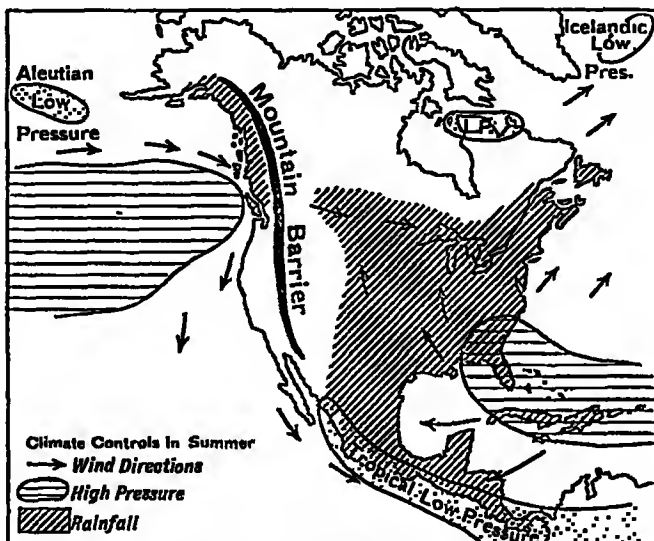 Icelandic
Low
Pres.
Aleutian
Low
Pressure
L.P.V.
Mountain
Barrier
Tropical Low Pressure
Climate Controls in Summer
Wind Directions
High Pressure
Rainfall